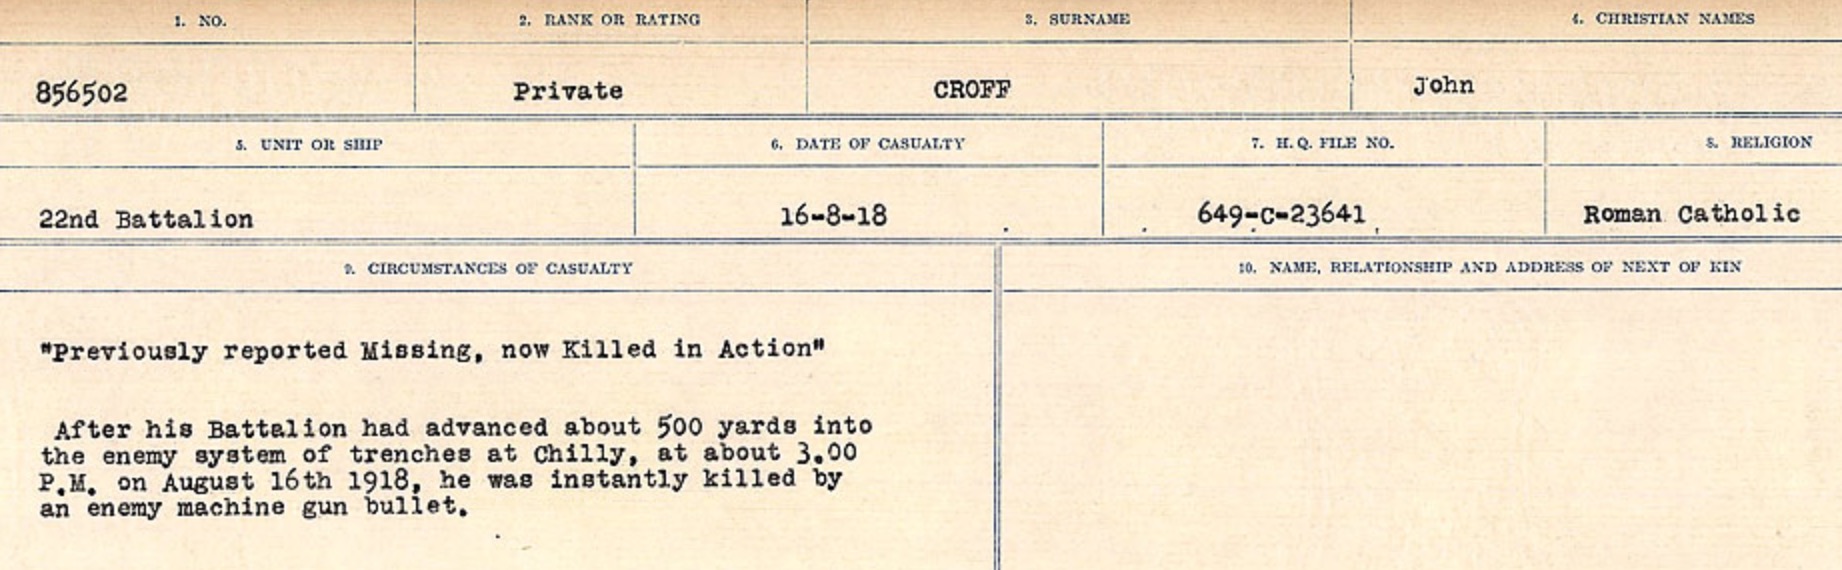 1. NO. 2. RANK OR RATING 3. SURNAME 4. CHRISTIAN NAMES
856502 Private CROFF John
5. UNIT OR SHIP 6. DATE OF CASUALTY 7. H.Q. FILE NO. 8. RELIGION
22nd Battalion 16-8-18 649-C-23641 Roman Catholic
9. CIRCUMSTANCES OF CASUALTY 10. NAME, RELATIONSHIP AND ADDRESS OF NEXT OF KIN
"Previously reported Missing, now Killed in Action"
After his Battalion had advanced about 500 yards into
the enemy system of trenches at Chilly, at about 3.00
P.M. on August 16th 1918, he was instantly killed by
an enemy machine gun bullet.